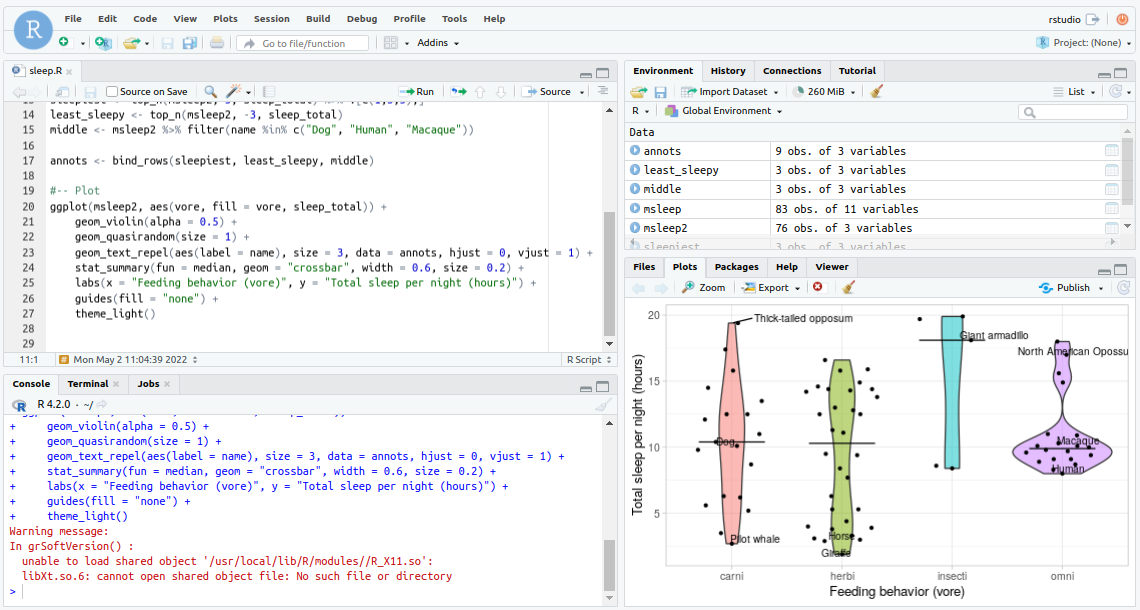 R
File Edit Code View Plots Session Build Debug Profile Tools Help
rstudio
Go to file/function
Addins
Project: (None)
sleep.R
Source on Save
Run
Source
14 least_sleepy <- top_n(msleep2, -3, sleep_total)
15 middle <- msleep2 %>% filter(name %in% c("Dog", "Human", "Macaque"))
16
17 annots <- bind_rows(sleepiest, least_sleepy, middle)
18
19 #-- Plot
20 ggplot(msleep2, aes(vore, fill = vore, sleep_total)) +
21 geom_violin(alpha = 0.5) +
22 geom_quasirandom(size = 1) +
23 geom_text_repel(aes(label = name), size = 3, data = annots, hjust = 0, vjust = 1) +
24 stat_summary(fun = median, geom = "crossbar", width = 0.6, size = 0.2) +
25 labs(x = "Feeding behavior (vore)", y = "Total sleep per night (hours)") +
26 guides(fill = "none") +
27 theme_light()
28
29
11:1 # Mon May 2 11:04:39 2022 R Script
Console Terminal Jobs
R 4.2.0 · ~/
+ geom_violin(alpha = 0.5) +
+ geom_quasirandom(size = 1) +
+ geom_text_repel(aes(label = name), size = 3, data = annots, hjust = 0, vjust = 1) +
+ stat_summary(fun = median, geom = "crossbar", width = 0.6, size = 0.2) +
+ labs(x = "Feeding behavior (vore)", y = "Total sleep per night (hours)") +
+ guides(fill = "none") +
+ theme_light()
Warning message:
In grSoftVersion() :
unable to load shared object '/usr/local/lib/R/modules//R_X11.so':
libXt.so.6: cannot open shared object file: No such file or directory
>
Environment History Connections Tutorial
Import Dataset 260 MiB List
R Global Environment
Data
annots 9 obs. of 3 variables
least_sleepy 3 obs. of 3 variables
middle 3 obs. of 3 variables
msleep 83 obs. of 11 variables
msleep2 76 obs. of 3 variables
sleepiest 3 obs. of 3 variables
Files Plots Packages Help Viewer
Zoom Export Publish
Total sleep per night (hours)
20
15
10
5
Thick-tailed opposum
Giant armadillo
North American Opossu
Dog
Macaque
Human
Pilot whale
Horse
Giraffe
carni herbi insecti omni
Feeding behavior (vore)